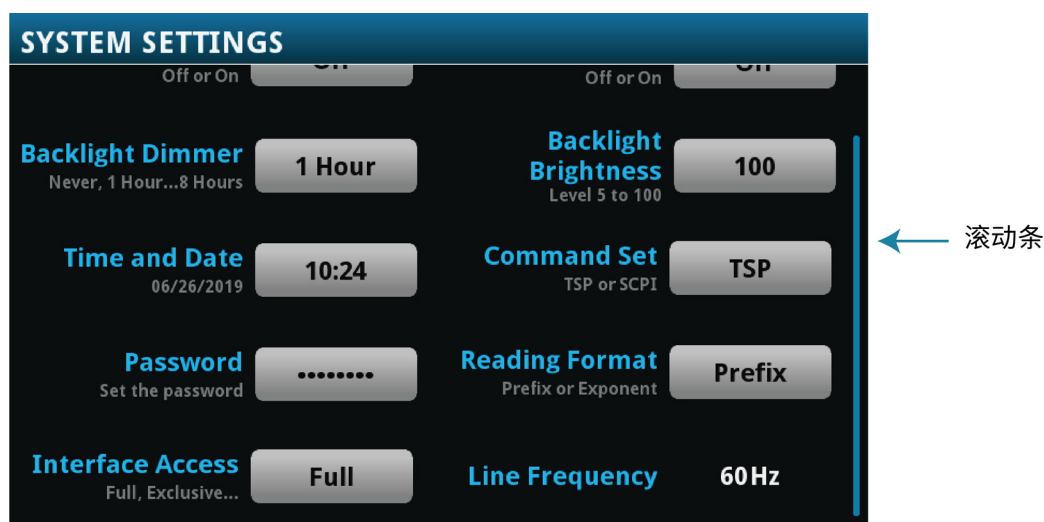 SYSTEM SETTINGS
Off or On
Off or On
Backlight Dimmer
Never, 1 Hour...8 Hours
1 Hour
Backlight
Brightness
Level 5 to 100
100
滚动条
Time and Date
06/26/2019
10:24
Command Set
TSP or SCPI
TSP
Password
Set the password
••••••••
Reading Format
Prefix or Exponent
Prefix
Interface Access
Full, Exclusive...
Full
Line Frequency
60Hz